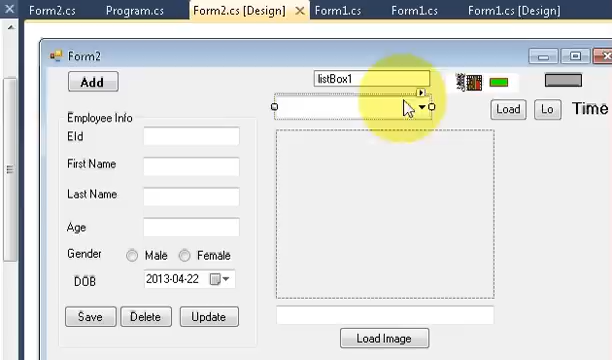 Form2.cs Program.cs Form2.cs [Design] Form1.cs Form1.cs Form1.cs [Design]
Form2
Add
listBox1
Load Lo Time
Employee Info
EId
First Name
Last Name
Age
Gender Male Female
DOB 2013-04-22
Save Delete Update
Load Image